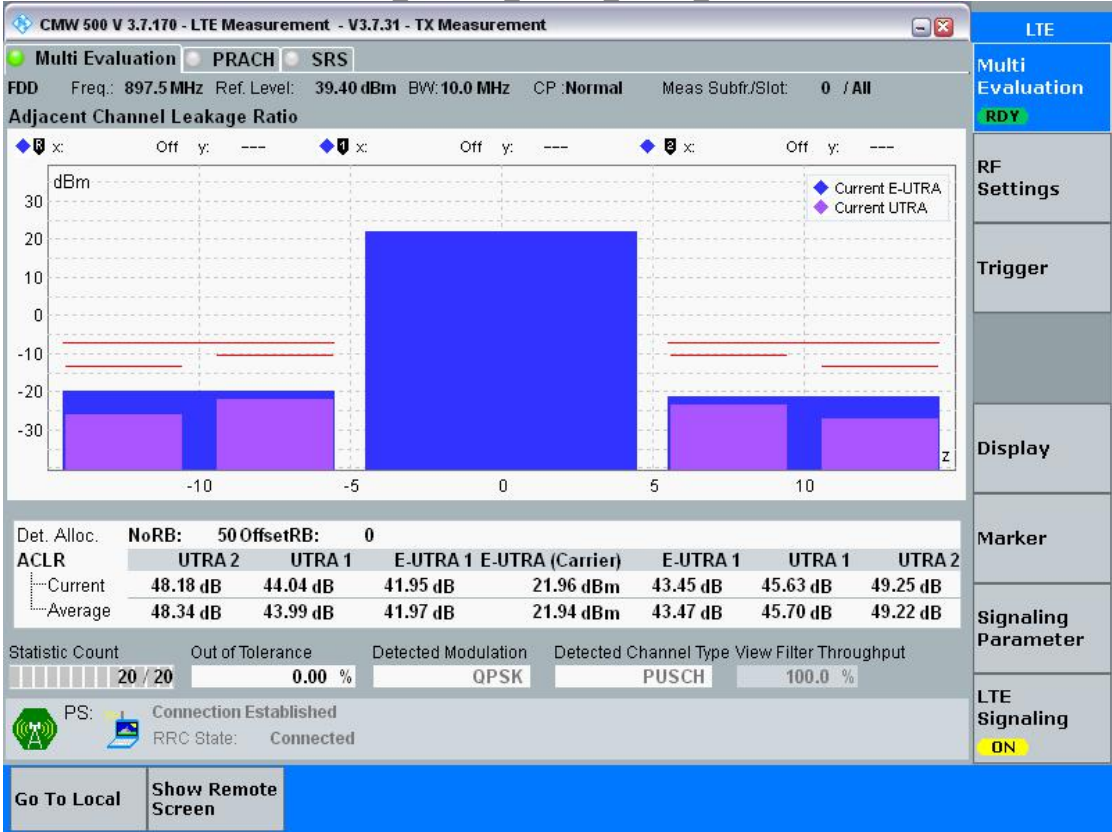 CMW 500 V 3.7.170 - LTE Measurement - V3.7.31 - TX Measurement
LTE
Multi Evaluation PRACH SRS
Multi Evaluation
RDY
FDD Freq.: 897.5 MHz Ref. Level: 39.40 dBm BW: 10.0 MHz CP :Normal Meas Subfr./Slot: 0 / All
Adjacent Channel Leakage Ratio
R x: Off y: --- 1 x: Off y: --- 2 x: Off y: ---
dBm
Current E-UTRA
Current UTRA
30
20
10
0
-10
-20
-30
z
-10 -5 0 5 10
RF
Settings
Trigger
Display
Marker
Signaling
Parameter
LTE
Signaling
ON
Det. Alloc. NoRB: 50 OffsetRB: 0
ACLR UTRA 2 UTRA 1 E-UTRA 1 E-UTRA (Carrier) E-UTRA 1 UTRA 1 UTRA 2
Current 48.18 dB 44.04 dB 41.95 dB 21.96 dBm 43.45 dB 45.63 dB 49.25 dB
Average 48.34 dB 43.99 dB 41.97 dB 21.94 dBm 43.47 dB 45.70 dB 49.22 dB
Statistic Count Out of Tolerance Detected Modulation Detected Channel Type View Filter Throughput
20 / 20 0.00 % QPSK PUSCH 100.0 %
PS: Connection Established
RRC State: Connected
Go To Local
Show Remote
Screen